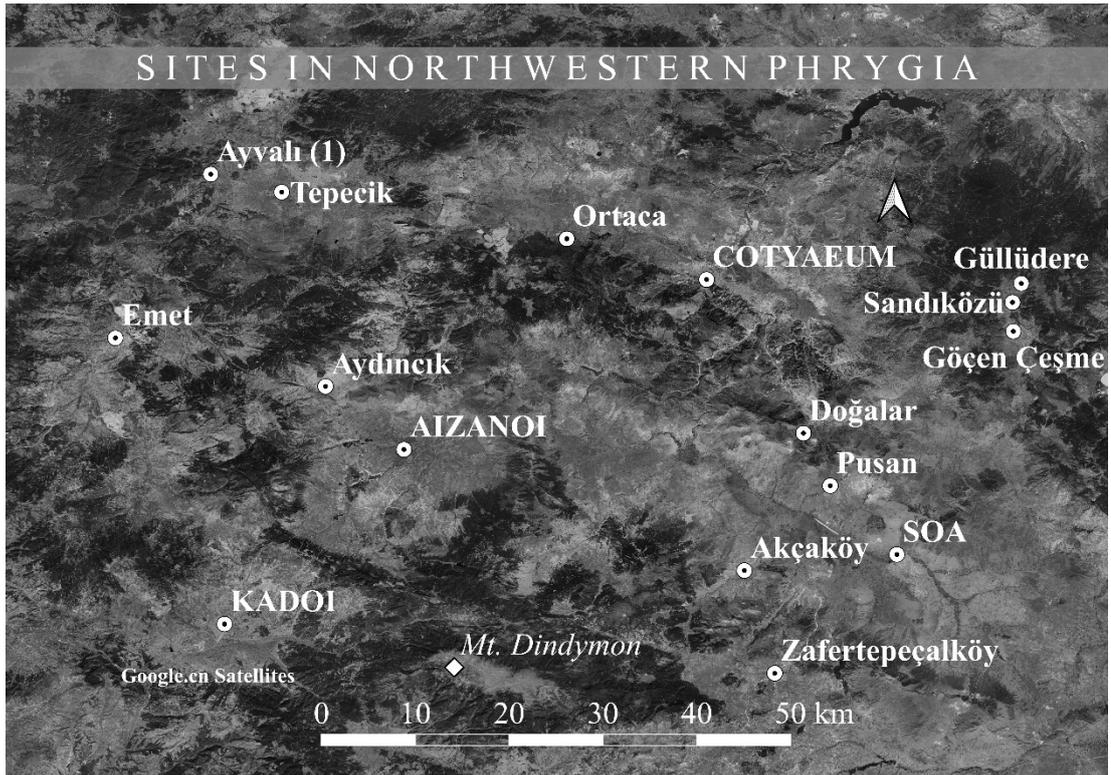 SITES IN NORTHWESTERN PHRYGIA
Ayvalı (1)
Tepecik
Ortaca
COTYAEUM
Güllüdere
Sandıközü
Emet
Göçen Çeşme
Aydıncık
Doğalar
AIZANOI
Pusan
SOA
Akçaköy
KADOI
Mt. Dindymon
Zafertepeçalköy
Google.cn Satellites
0 10 20 30 40 50 km